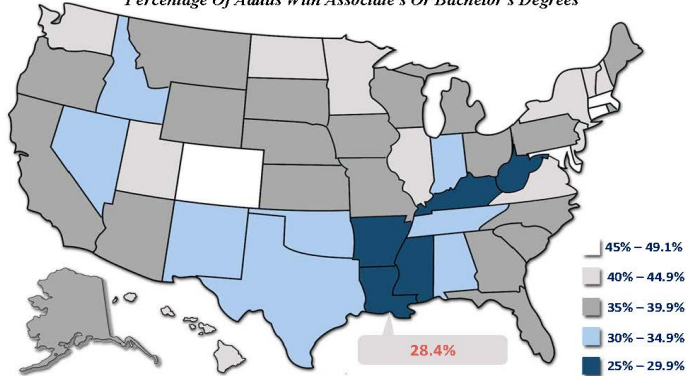 Percentage Of Adults With Associate's Or Bachelor's Degrees
45% – 49.1%
40% – 44.9%
35% – 39.9%
30% – 34.9%
25% – 29.9%
28.4%